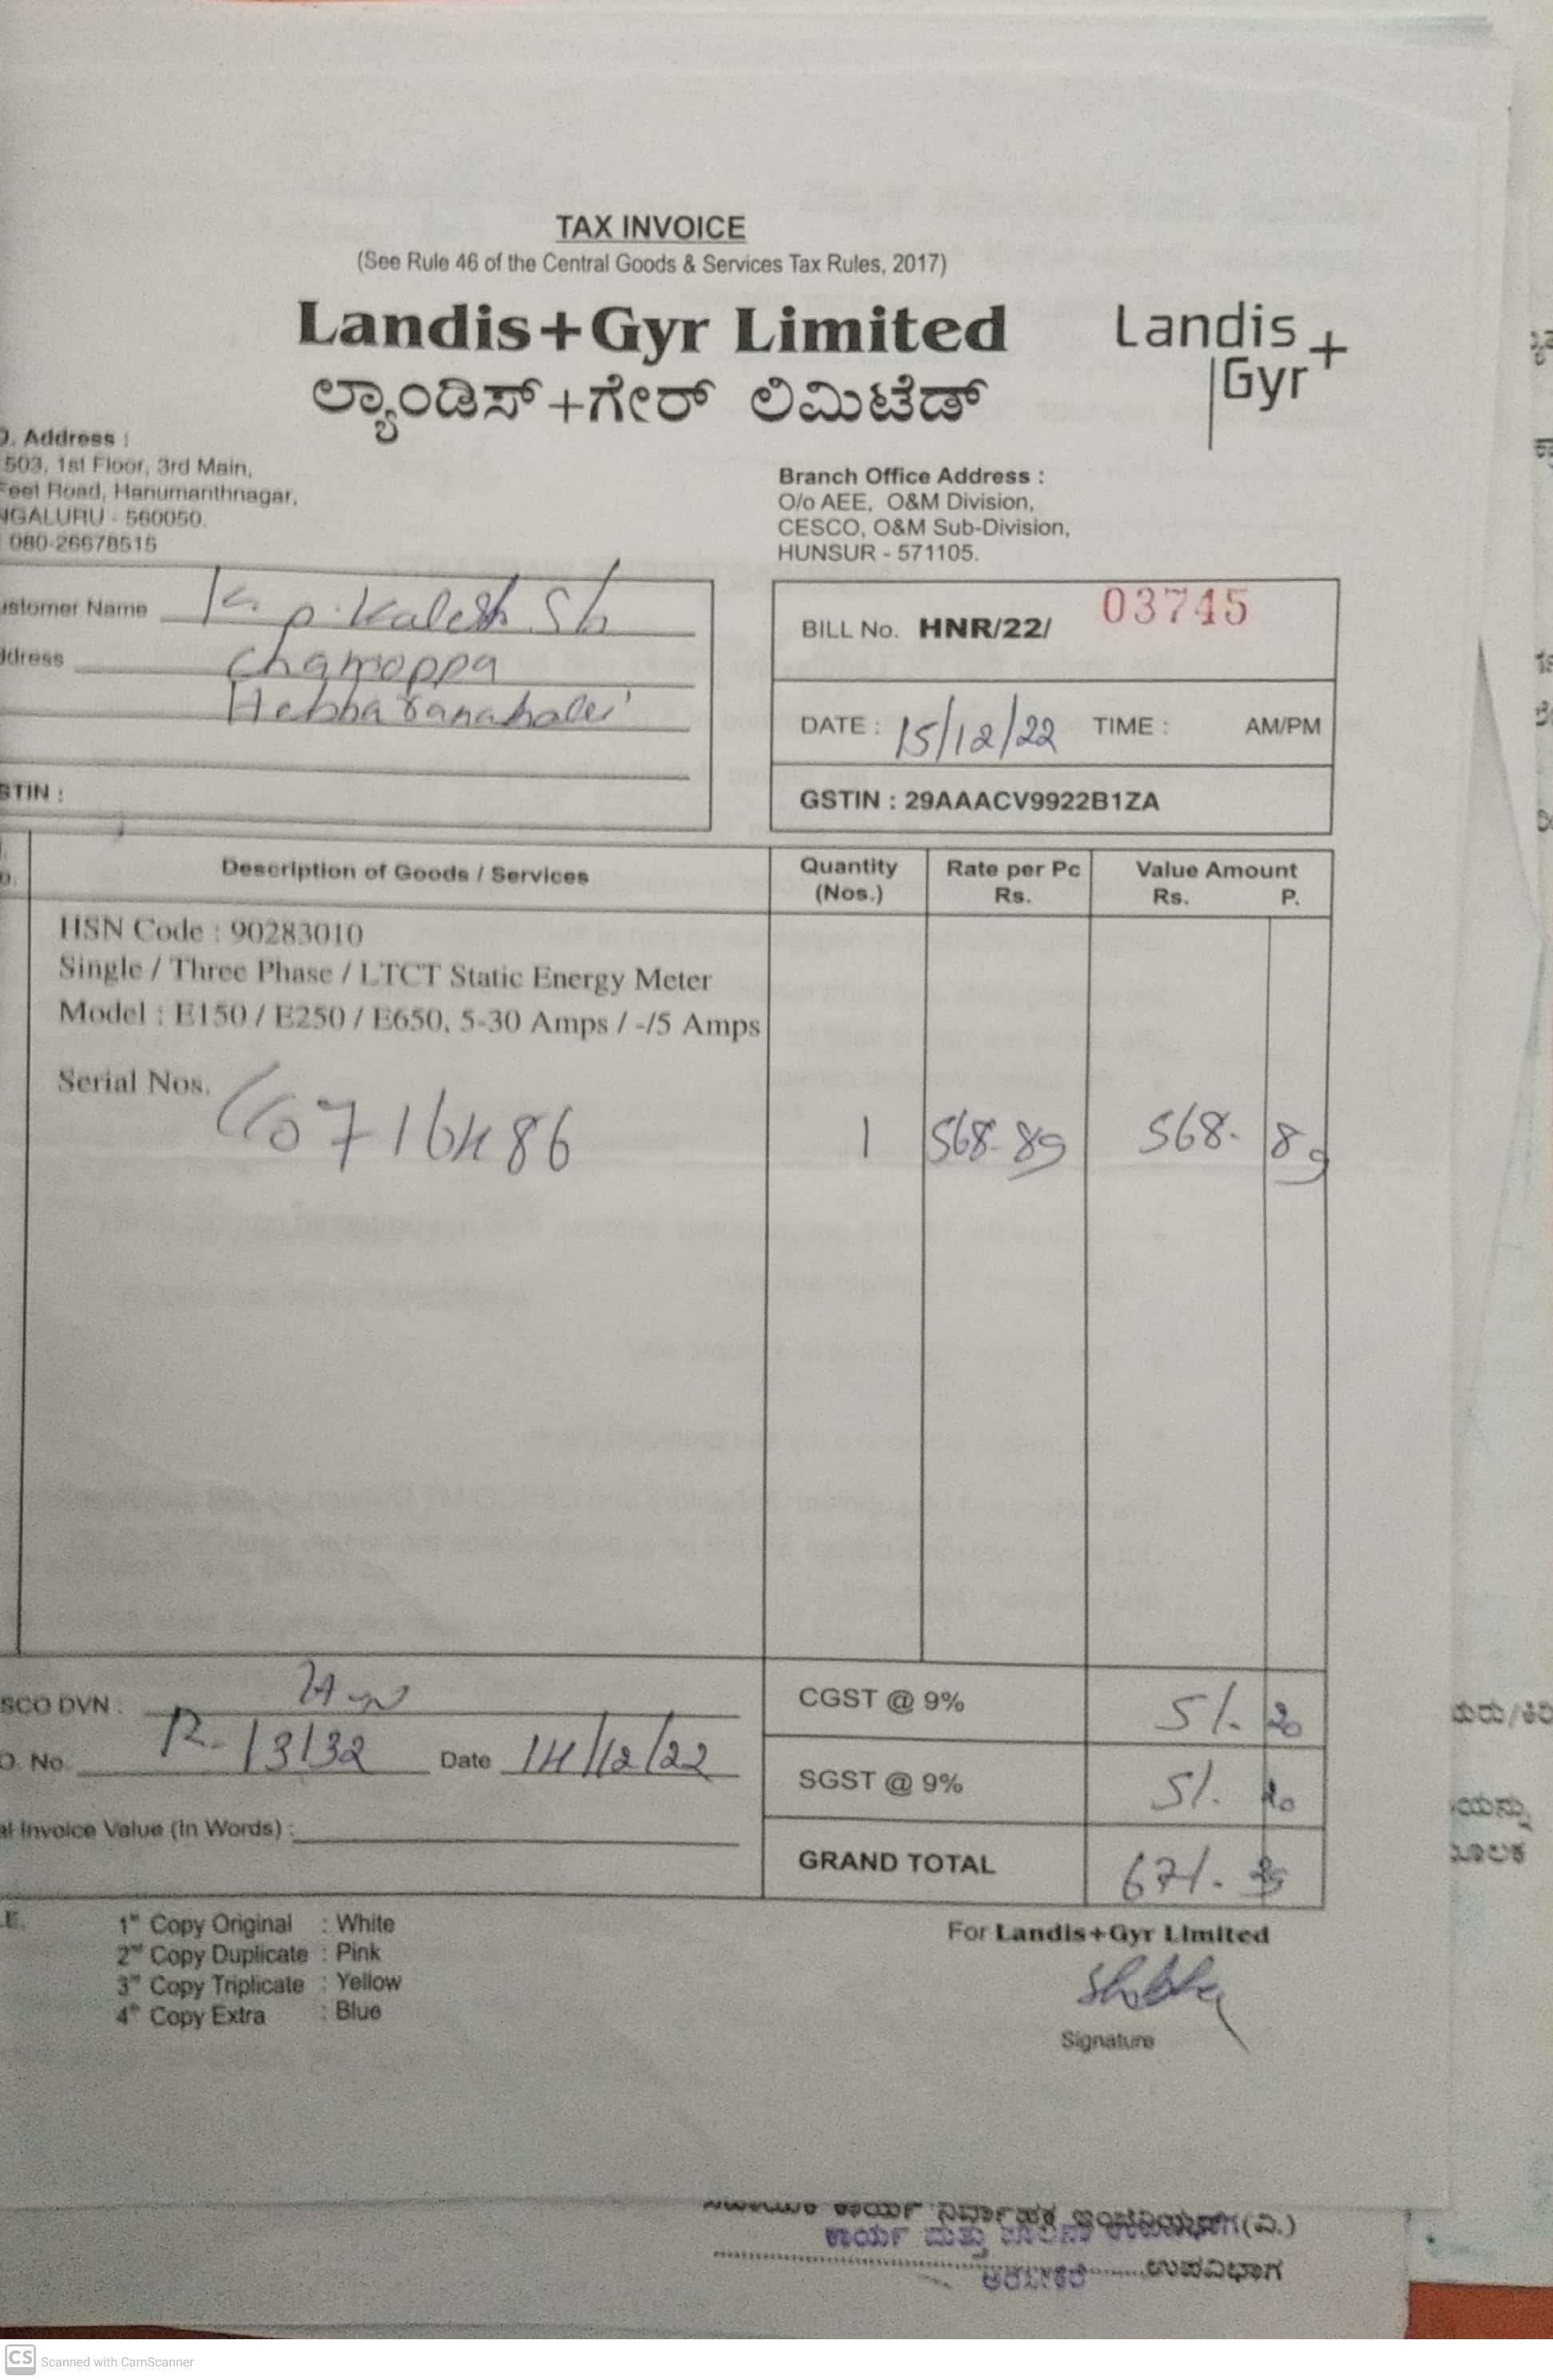 TAX INVOICE
(See Rule 46 of the Central Goods & Services Tax Rules, 2017)
Landis+Gyr Limited
ಲ್ಯಾಂಡಿಸ್+ಗೇರ್ ಲಿಮಿಟೆಡ್
Landis+
Gyr
. Address :
503, 1st Floor, 3rd Main,
Feet Road, Hanumanthnagar,
NGALURU - 560050.
080-26678515
Branch Office Address :
O/o AEE, O&M Division,
CESCO, O&M Sub-Division,
HUNSUR - 571105.
ustomer Name K. P. Kalesh S/o
ddress Chamoppa
STIN :
BILL No. HNR/22/ 03745
DATE : 15/12/22 TIME : AM/PM
GSTIN : 29AAACV9922B1ZA
Description of Goods / Services Quantity (Nos.) Rate per Pc Rs. Value Amount Rs. P.
HSN Code : 90283010
Single / Three Phase / LTCT Static Energy Meter
Model : E150 / E250 / E650, 5-30 Amps / -/5 Amps
Serial Nos. 1 568-89 568. 89
SCO DVN :
O. No. R-13132 Date 14/12/22
al Invoice Value (In Words) :
CGST @ 9% 51. 20
SGST @ 9% 51. 20
GRAND TOTAL 671.
.E. 1st Copy Original : White
2nd Copy Duplicate : Pink
3rd Copy Triplicate : Yellow
4th Copy Extra : Blue
For Landis+Gyr Limited
Signature
ಉಪವಿಭಾಗ
CS Scanned with CamScanner